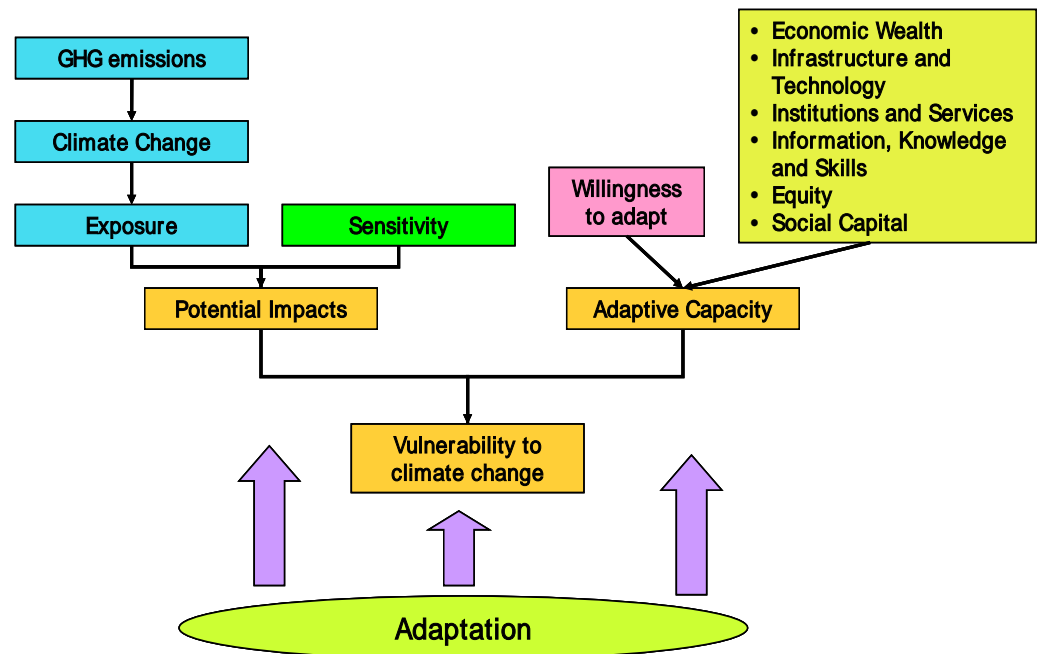 GHG emissions
Climate Change
Exposure
Sensitivity
Willingness
to adapt
• Economic Wealth
• Infrastructure and
Technology
• Institutions and Services
• Information, Knowledge
and Skills
• Equity
• Social Capital
Potential Impacts
Adaptive Capacity
Vulnerability to
climate change
Adaptation